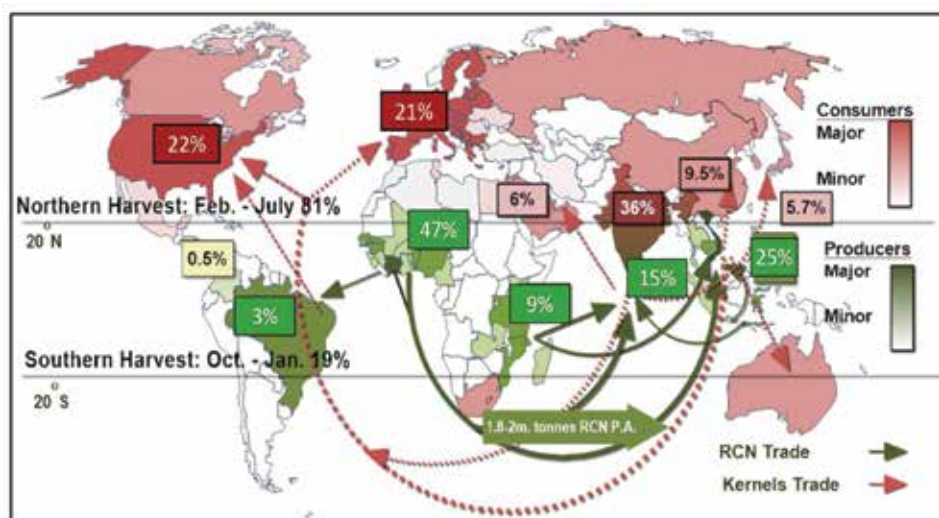 21%
22%
Consumers
Major
Minor
9.5%
6%
36%
5.7%
Northern Harvest: Feb. - July 81%
20 N
47%
0.5%
15%
25%
Producers
Major
Minor
3%
9%
Southern Harvest: Oct. - Jan. 19%
20 S
1.8-2m. tonnes RCN P.A.
RCN Trade
Kernels Trade